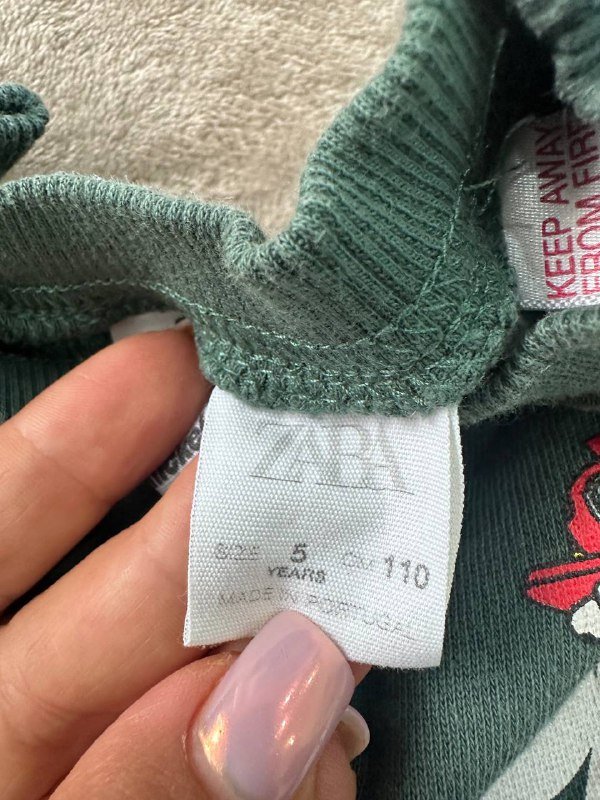 KEEP AWAY
FROM FIRE
ZARA
SIZE 5 CM 110
YEARS
MADE IN PORTUGAL